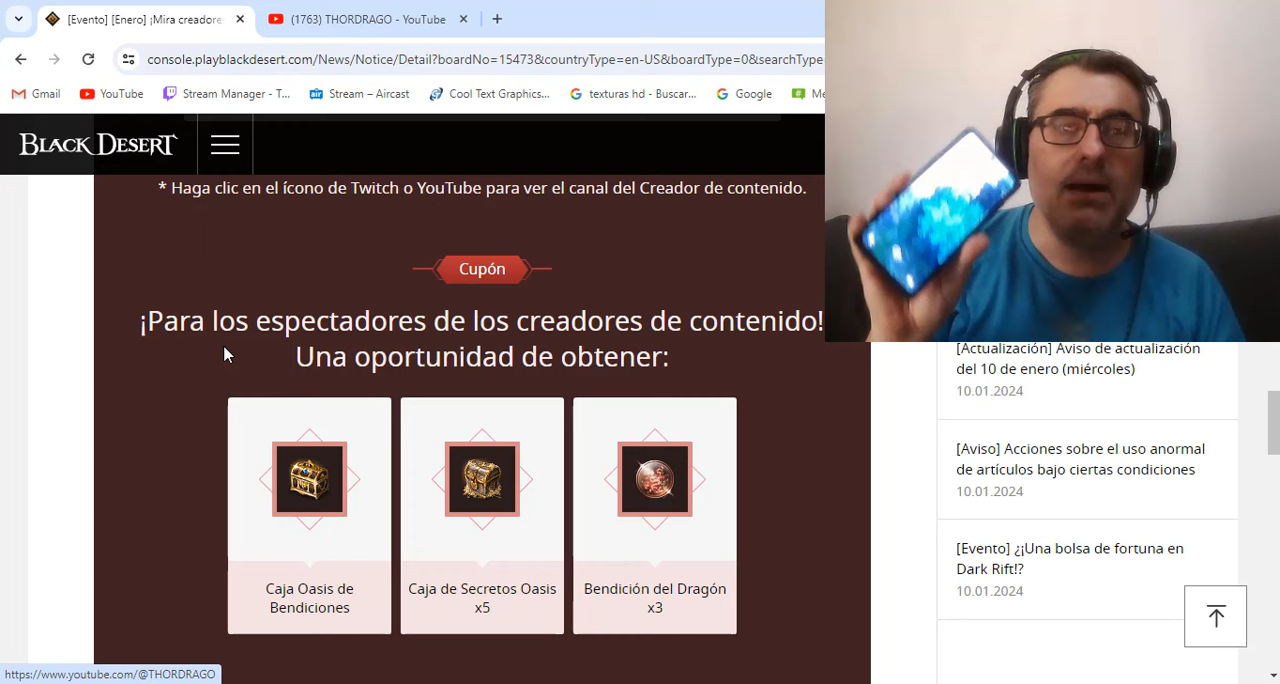 [Evento] [Enero] ¡Mira creadore
(1763) THORDRAGO - YouTube
console.playblackdesert.com/News/Notice/Detail?boardNo=15473&countryType=en-US&boardType=0&searchType
Gmail
YouTube
Stream Manager - T...
Stream – Aircast
Cool Text Graphics...
texturas hd - Buscar...
Google
Me
BLACK DESERT
* Haga clic en el ícono de Twitch o YouTube para ver el canal del Creador de contenido.
Cupón
¡Para los espectadores de los creadores de contenido!
Una oportunidad de obtener:
Caja Oasis de
Bendiciones
Caja de Secretos Oasis
x5
Bendición del Dragón
x3
[Actualización] Aviso de actualización
del 10 de enero (miércoles)
10.01.2024
[Aviso] Acciones sobre el uso anormal
de artículos bajo ciertas condiciones
10.01.2024
[Evento] ¿¡Una bolsa de fortuna en
Dark Rift!?
10.01.2024
https://www.youtube.com/@THORDRAGO